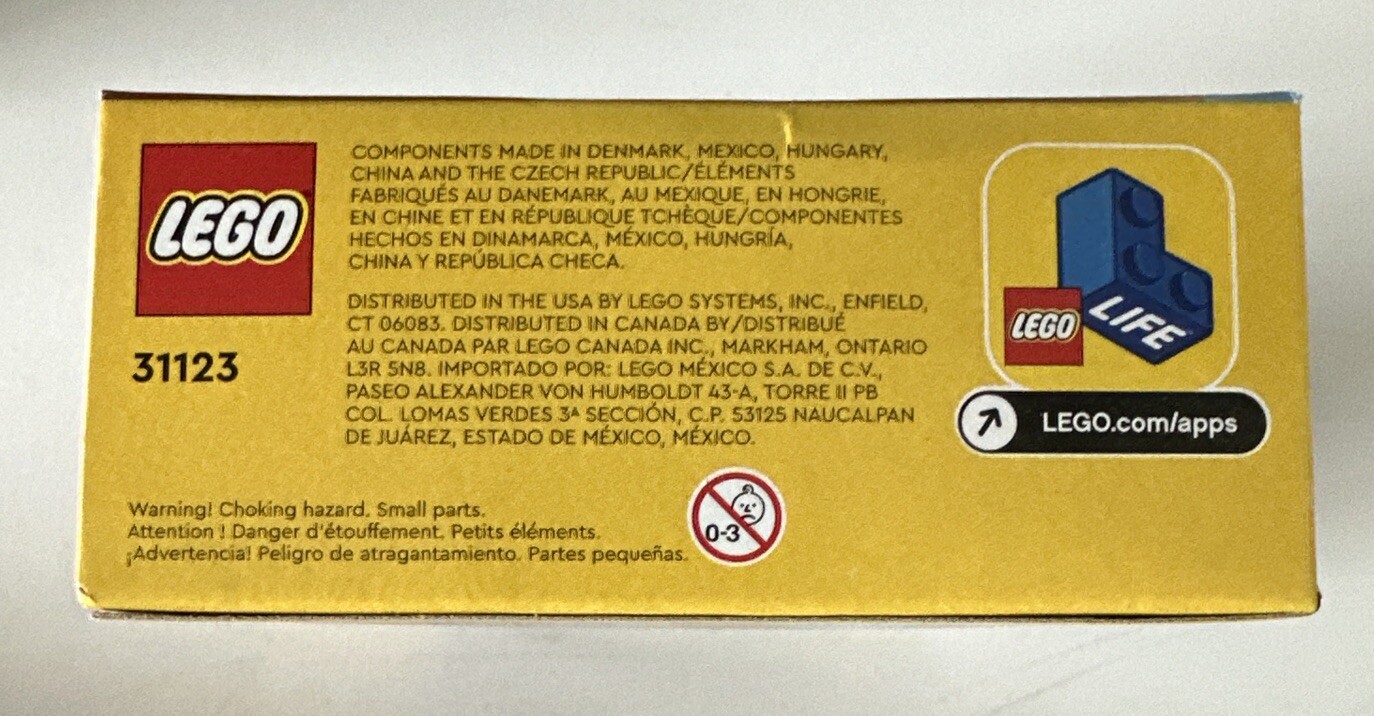 LEGO
31123
COMPONENTS MADE IN DENMARK, MEXICO, HUNGARY,
CHINA AND THE CZECH REPUBLIC/ÉLÉMENTS
FABRIQUÉS AU DANEMARK, AU MEXIQUE, EN HONGRIE,
EN CHINE ET EN RÉPUBLIQUE TCHÈQUE/COMPONENTES
HECHOS EN DINAMARCA, MÉXICO, HUNGRÍA,
CHINA Y REPÚBLICA CHECA.
DISTRIBUTED IN THE USA BY LEGO SYSTEMS, INC., ENFIELD,
CT 06083. DISTRIBUTED IN CANADA BY/DISTRIBUÉ
AU CANADA PAR LEGO CANADA INC., MARKHAM, ONTARIO
L3R 5N8. IMPORTADO POR: LEGO MÉXICO S.A. DE C.V.,
PASEO ALEXANDER VON HUMBOLDT 43-A, TORRE II PB
COL. LOMAS VERDES 3ᴬ SECCIÓN, C.P. 53125 NAUCALPAN
DE JUÁREZ, ESTADO DE MÉXICO, MÉXICO.
LEGO
LIFE
LEGO.com/apps
Warning! Choking hazard. Small parts.
Attention ! Danger d'étouffement. Petits éléments.
¡Advertencia! Peligro de atragantamiento. Partes pequeñas.
0-3